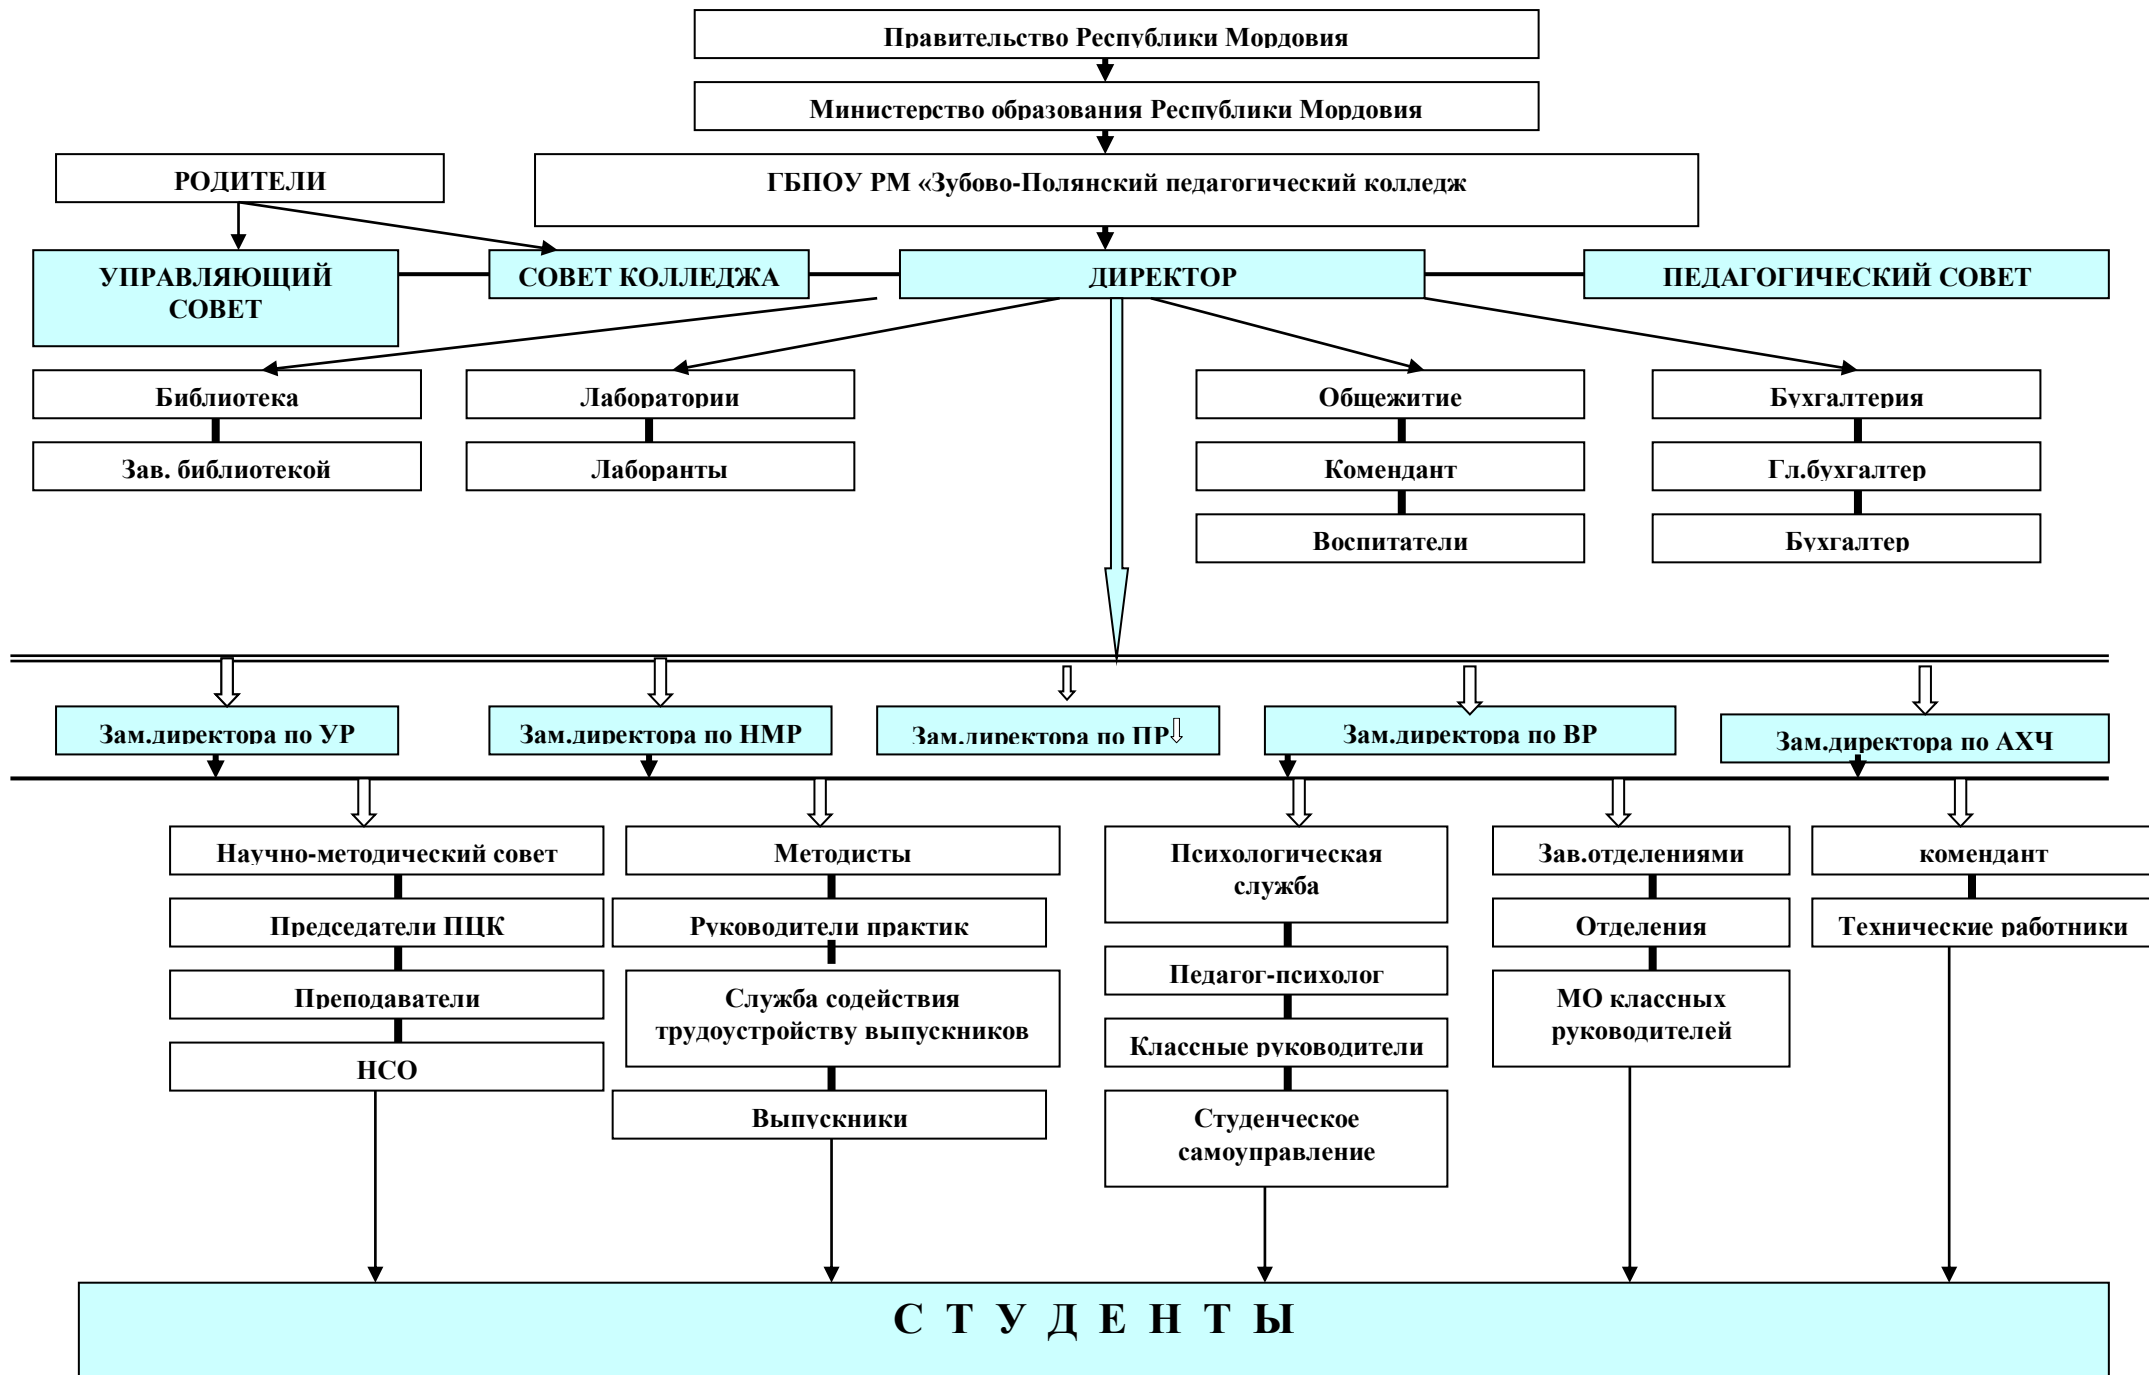 Правительство Республики Мордовия
Министерство образования Республики Мордовия
РОДИТЕЛИ
ГБПОУ РМ «Зубово-Полянский педагогический колледж
УПРАВЛЯЮЩИЙ
СОВЕТ
СОВЕТ КОЛЛЕДЖА
ДИРЕКТОР
ПЕДАГОГИЧЕСКИЙ СОВЕТ
Библиотека
Лаборатории
Общежитие
Бухгалтерия
Зав. библиотекой
Лаборанты
Комендант
Гл.бухгалтер
Воспитатели
Бухгалтер
Зам.директора по УР
Зам.директора по НМР
Зам.директора по ПР
Зам.директора по ВР
Зам.директора по АХЧ
Научно-методический совет
Председатели ПЦК
Преподаватели
НСО
Методисты
Руководители практик
Служба содействия
трудоустройству выпускников
Выпускники
Психологическая
служба
Педагог-психолог
Классные руководители
Студенческое
самоуправление
Зав.отделениями
Отделения
МО классных
руководителей
комендант
Технические работники
С Т У Д Е Н Т Ы